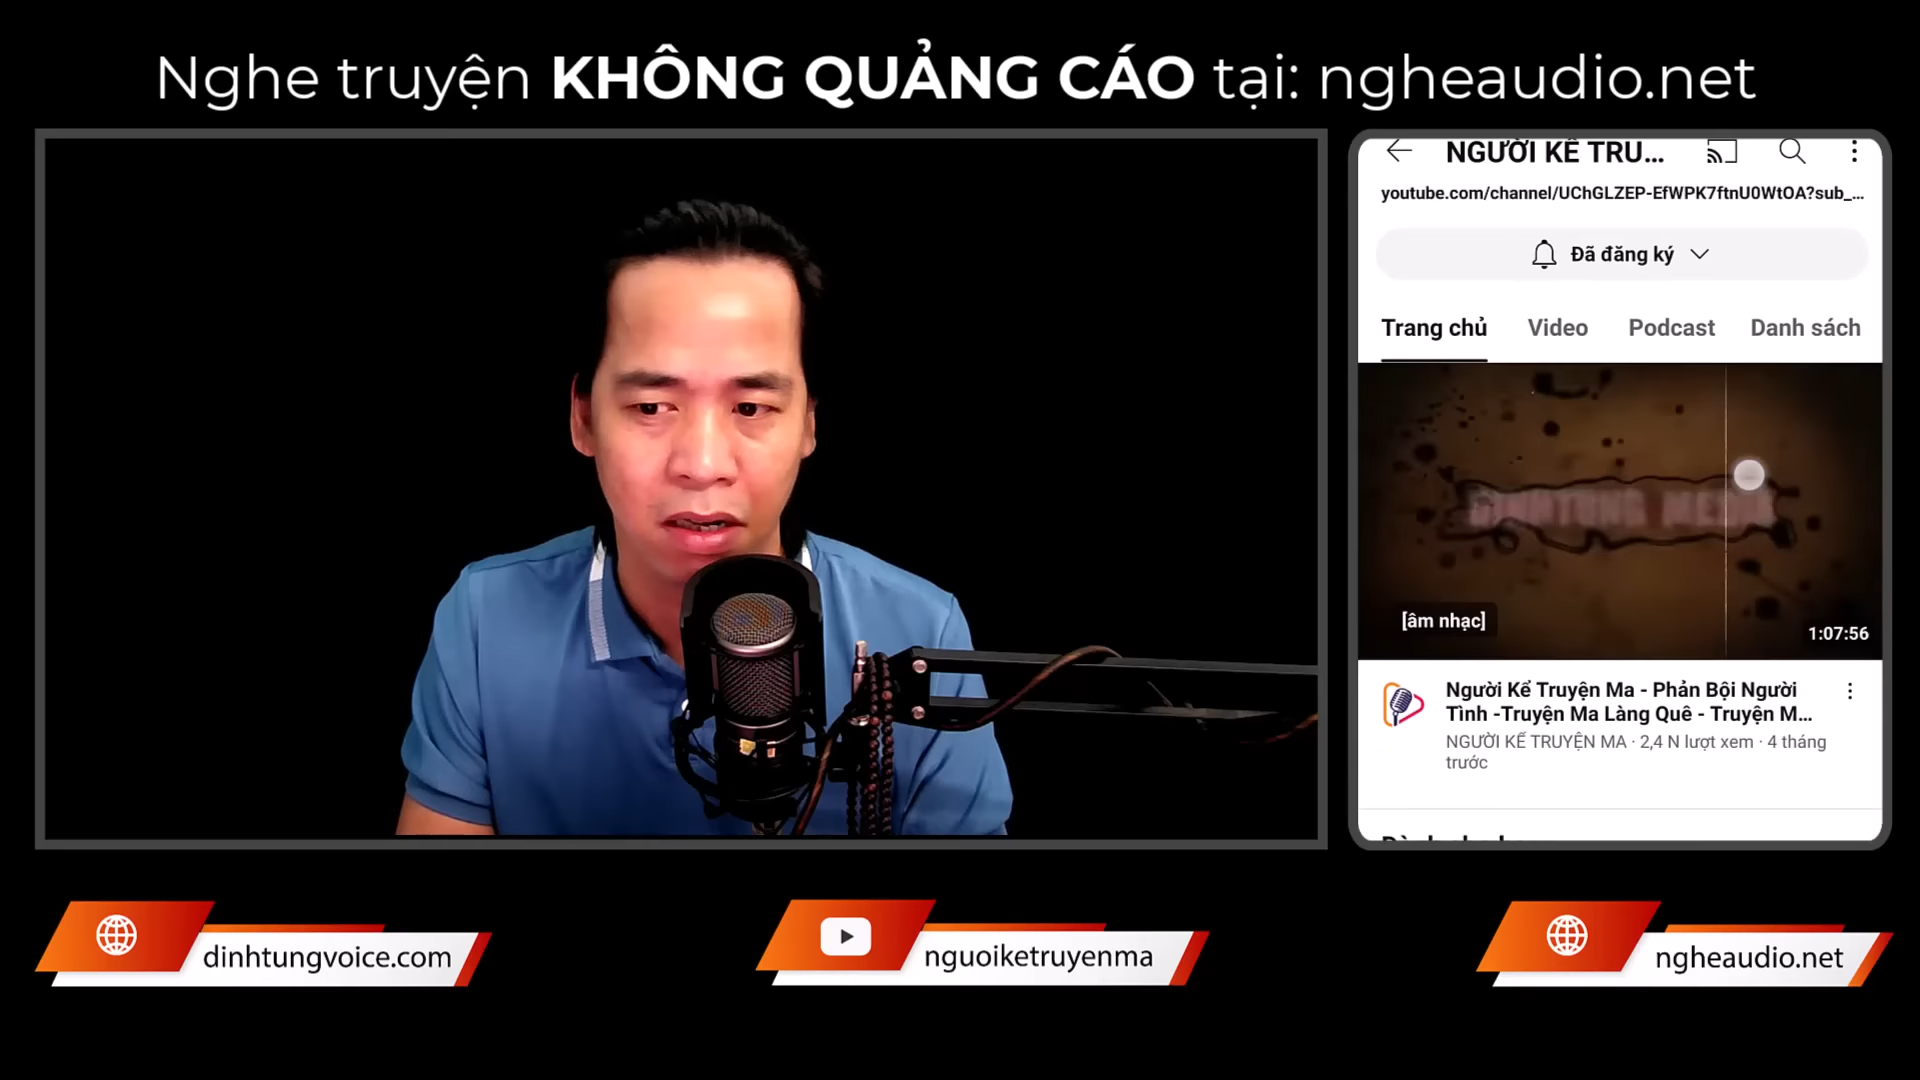 Nghe truyện KHÔNG QUẢNG CÁO tại: ngheaudio.net
NGƯỜI KỂ TRU...
youtube.com/channel/UChGLZEP-EfWPK7ftnU0WtOA?sub_...
Đã đăng ký
Trang chủ Video Podcast Danh sách
DINHTUNG MEDIA
[âm nhạc]
1:07:56
Người Kể Truyện Ma - Phản Bội Người
Tình -Truyện Ma Làng Quê - Truyện M...
NGƯỜI KỂ TRUYỆN MA · 2,4 N lượt xem · 4 tháng
trước
dinhtungvoice.com
nguoiketruyenma
ngheaudio.net